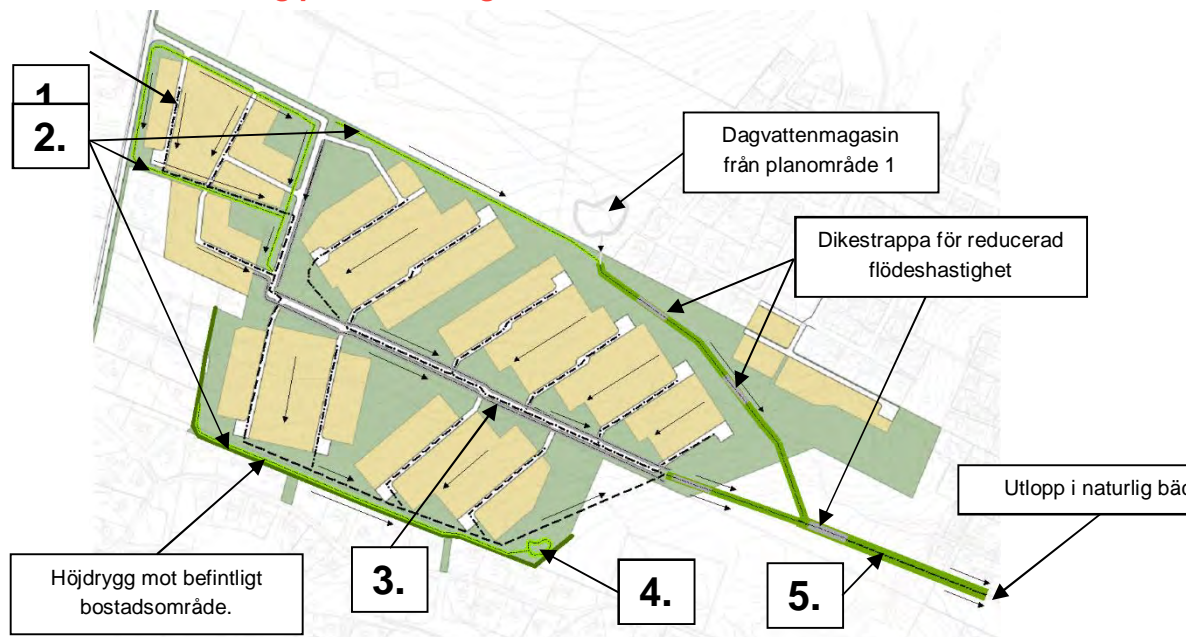 1
2.
Dagvattenmagasin
från planområde 1
Dikestrappa för reducerad
flödeshastighet
Utlopp i naturlig
Höjdrygg mot befintligt
bostadsområde.
3.
4.
5.